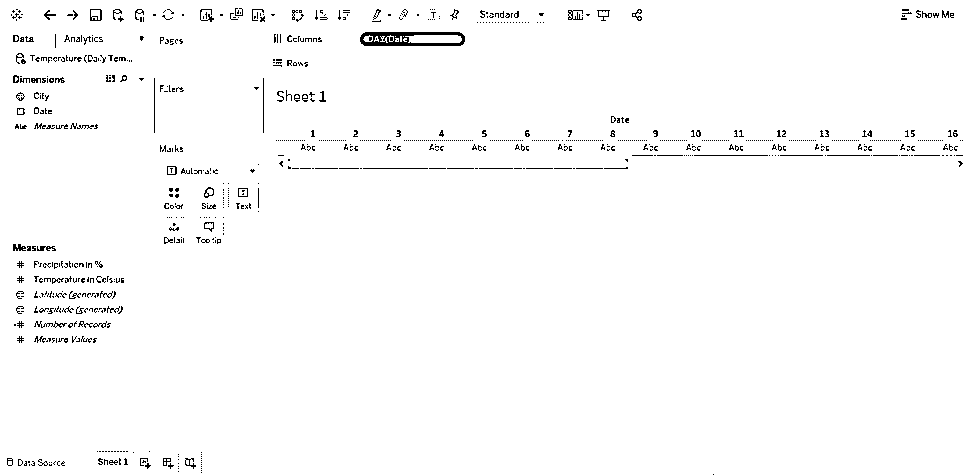 Standard
Show Me
Data
Analytics
Pages
Columns
DAY(Date)
Temperature (Daily Tem...
Rows
Dimensions
Filters
City
Date
Abc Measure Names
Sheet 1
Date
1 2 3 4 5 6 7 8 9 10 11 12 13 14 15 16
Abc Abc Abc Abc Abc Abc Abc Abc Abc Abc Abc Abc Abc Abc Abc Abc
Marks
Automatic
Color Size Text
Detail Tooltip
Measures
# Precipitation in %
# Temperature in Celsius
Latitude (generated)
Longitude (generated)
# Number of Records
# Measure Values
Data Source
Sheet 1